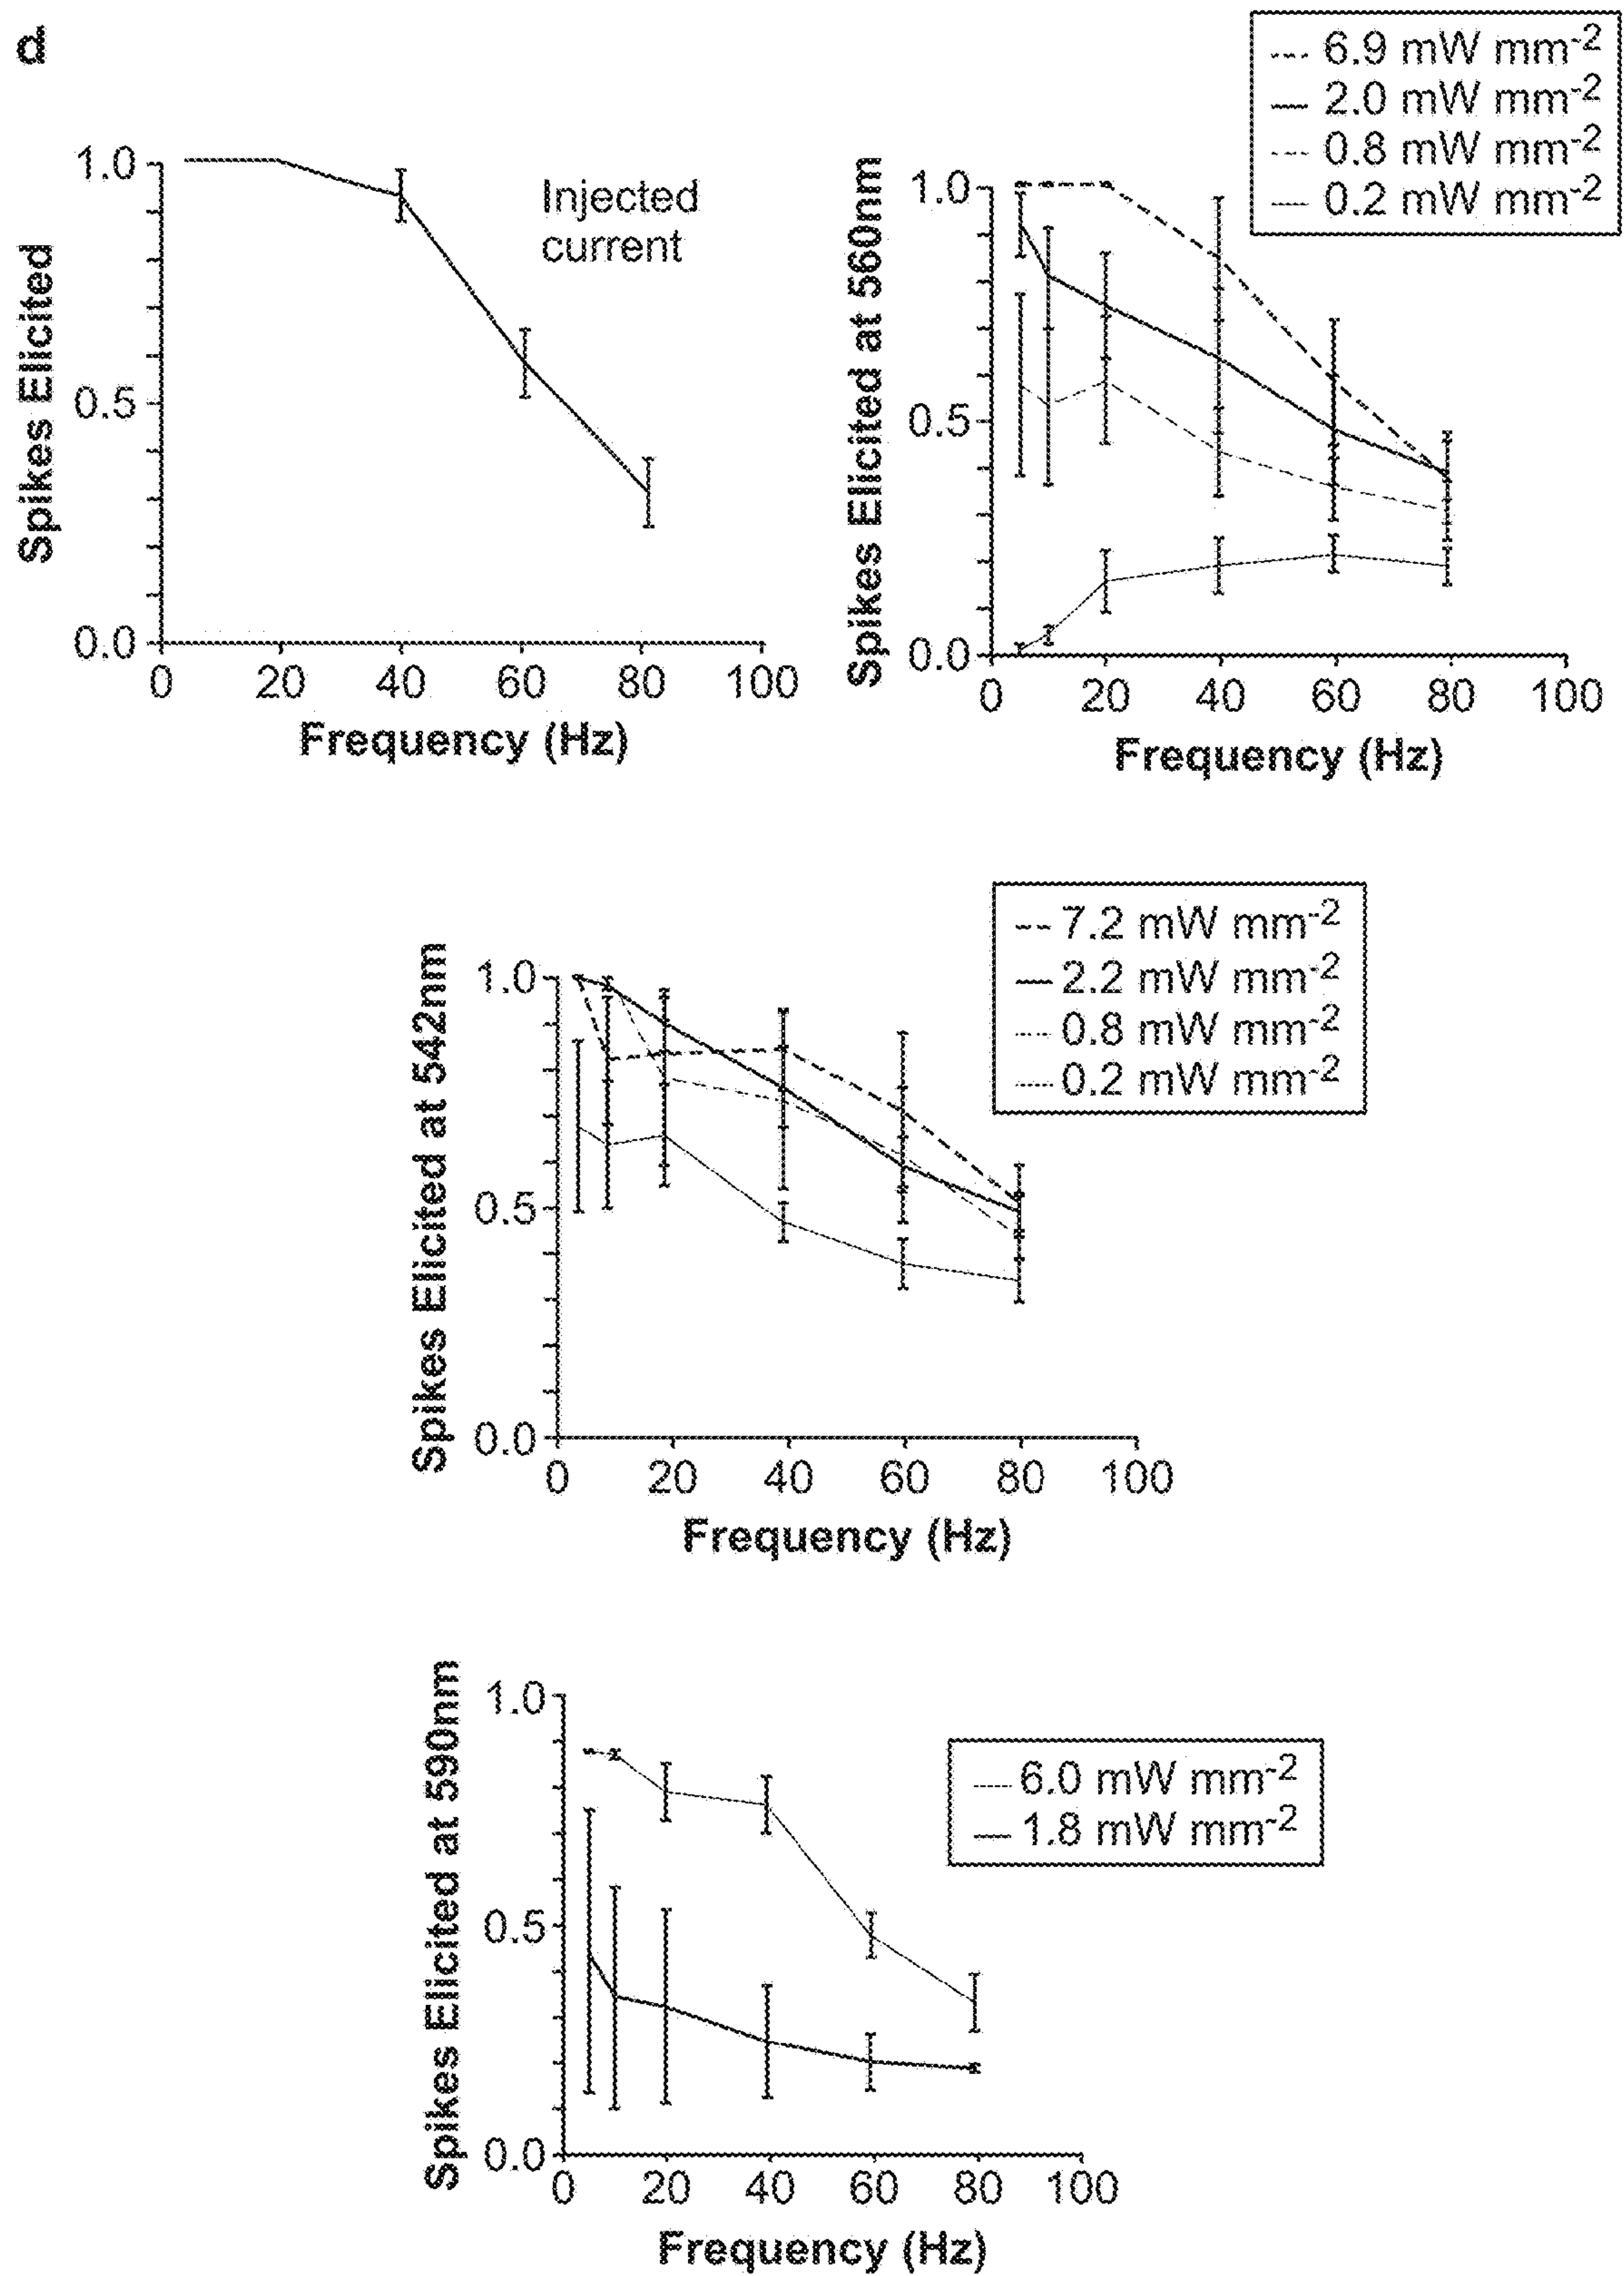 d
Spikes Elicited
1.0
0.5
0.0
Injected
current
0
20
40
60
80
100
Frequency (Hz)
6.9 mW mm-2
2.0 mW mm-2
0.8 mW mm-2
0.2 mW mm-2
Spikes Elicited at 560nm
1.0
0.5
0.0
0
20
40
60
80
100
Frequency (Hz)
7.2 mW mm-2
2.2 mW mm-2
0.8 mW mm-2
0.2 mW mm-2
Spikes Elicited at 542nm
1.0
0.5
0.0
0
20
40
60
80
100
Frequency (Hz)
Spikes Elicited at 590nm
1.0
0.5
0.0
6.0 mW mm-2
1.8 mW mm-2
0
20
40
60
80
100
Frequency (Hz)